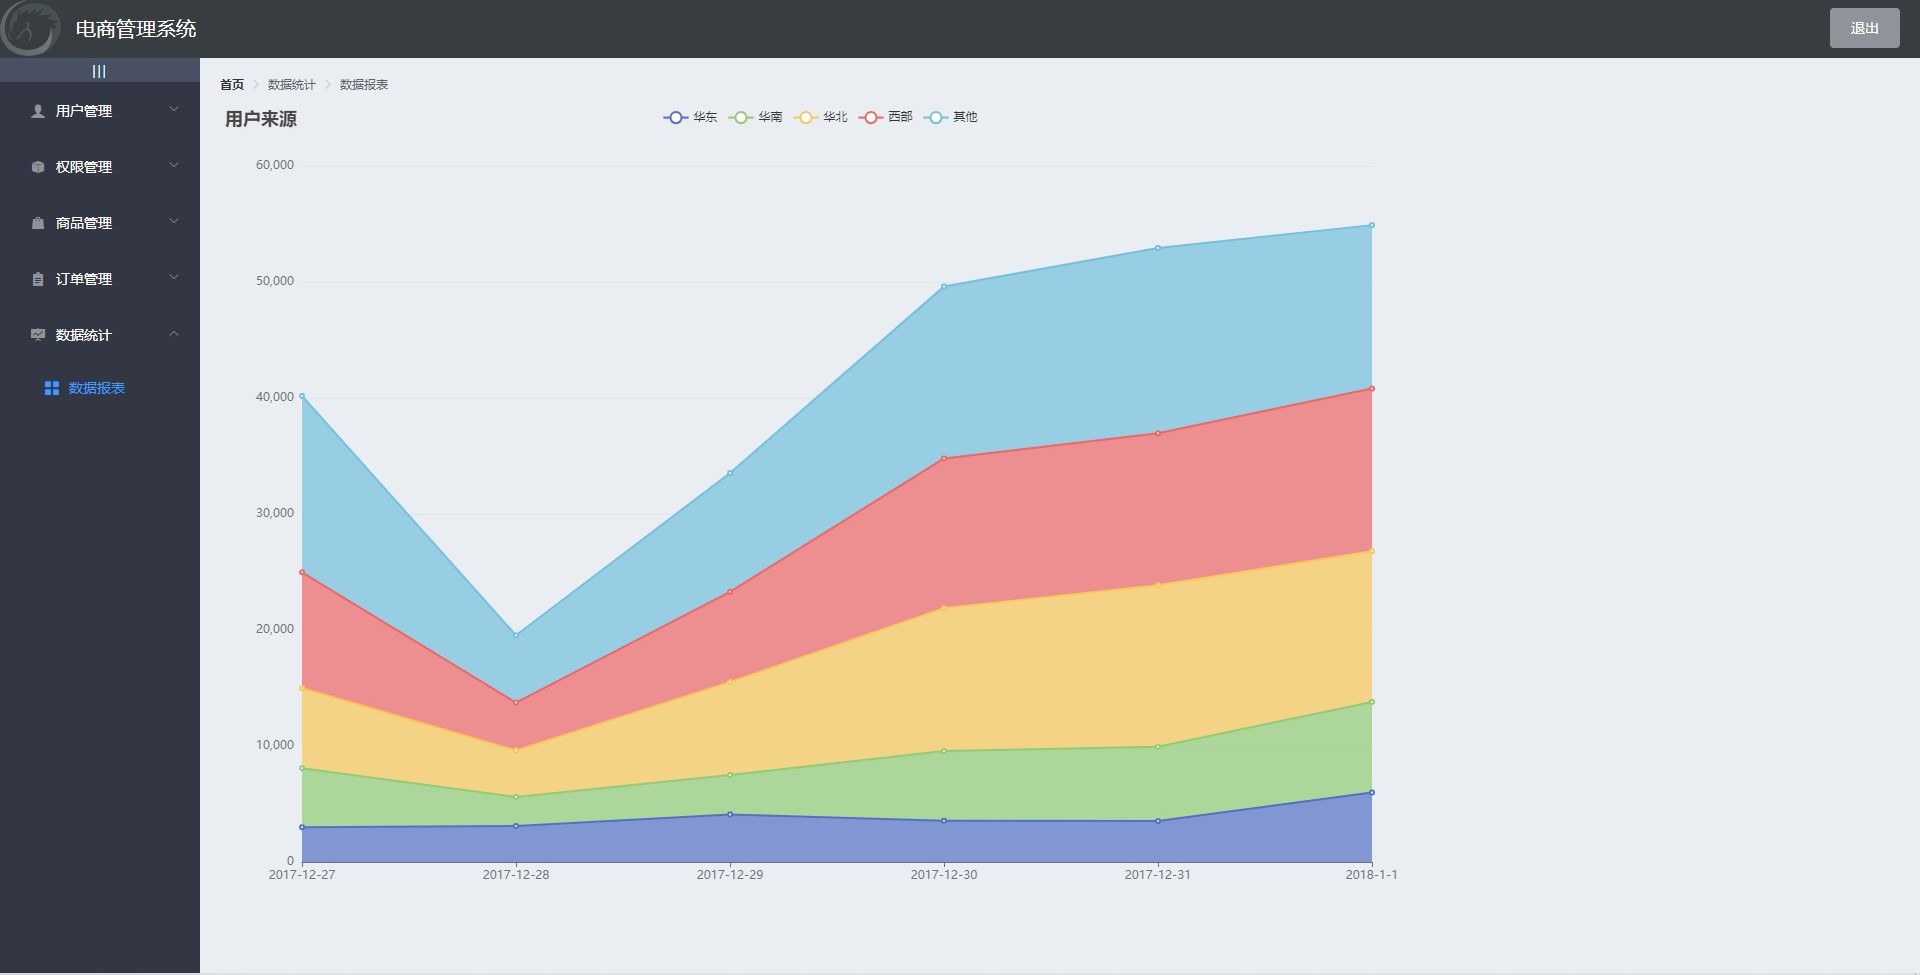 电商管理系统
退出
|||
用户管理
权限管理
商品管理
订单管理
数据统计
数据报表
首页 数据统计 数据报表
用户来源
华东 华南 华北 西部 其他
60,000
50,000
40,000
30,000
20,000
10,000
0
2017-12-27 2017-12-28 2017-12-29 2017-12-30 2017-12-31 2018-1-1